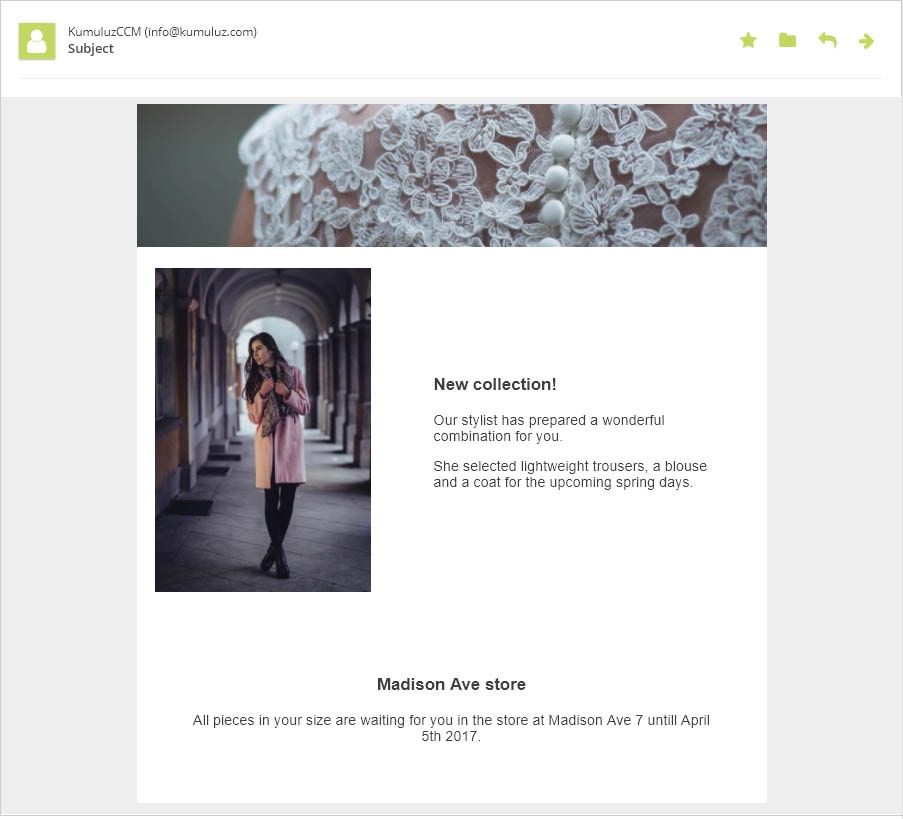 KumuluzCCM (info@kumuluz.com)
Subject
New collection!
Our stylist has prepared a wonderful
combination for you.
She selected lightweight trousers, a blouse
and a coat for the upcoming spring days.
Madison Ave store
All pieces in your size are waiting for you in the store at Madison Ave 7 untill April
5th 2017.